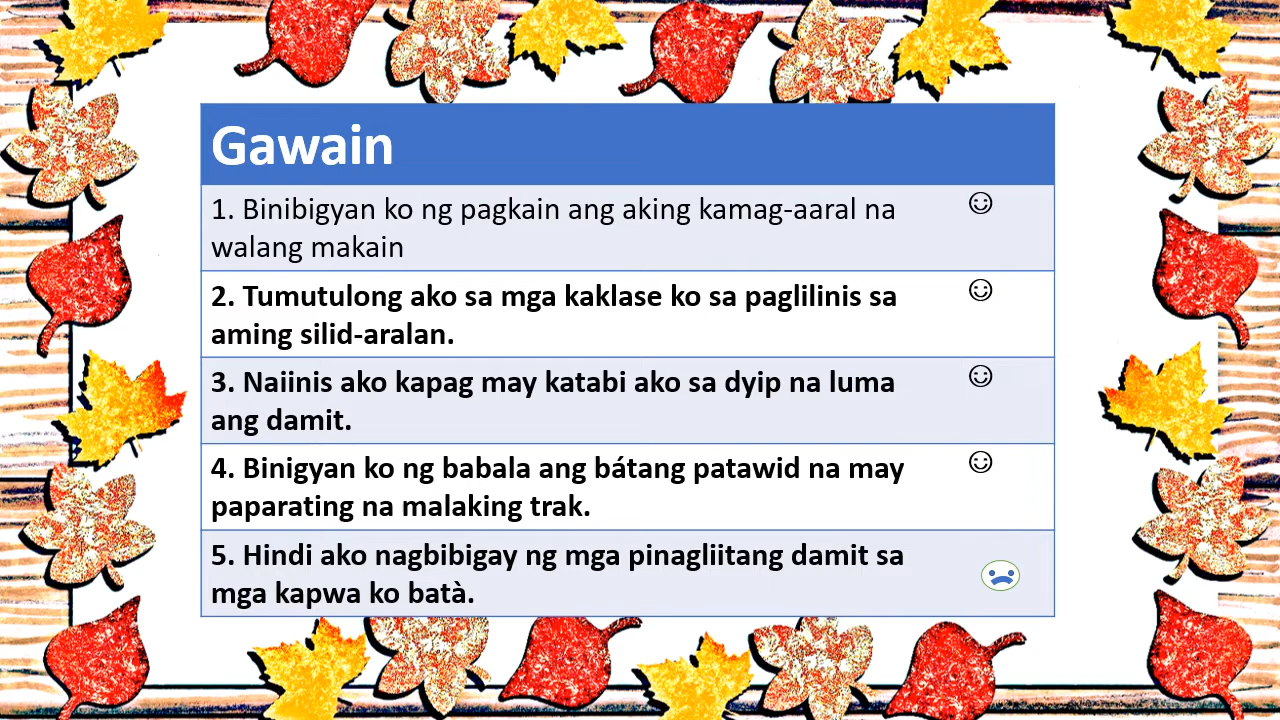 Gawain
1. Binibigyan ko ng pagkain ang aking kamag-aaral na
walang makain
2. Tumutulong ako sa mga kaklase ko sa paglilinis sa
aming silid-aralan.
3. Naiinis ako kapag may katabi ako sa dyip na luma
ang damit.
4. Binigyan ko ng babala ang bátang patawid na may
paparating na malaking trak.
5. Hindi ako nagbibigay ng mga pinagliitang damit sa
mga kapwa ko batà.